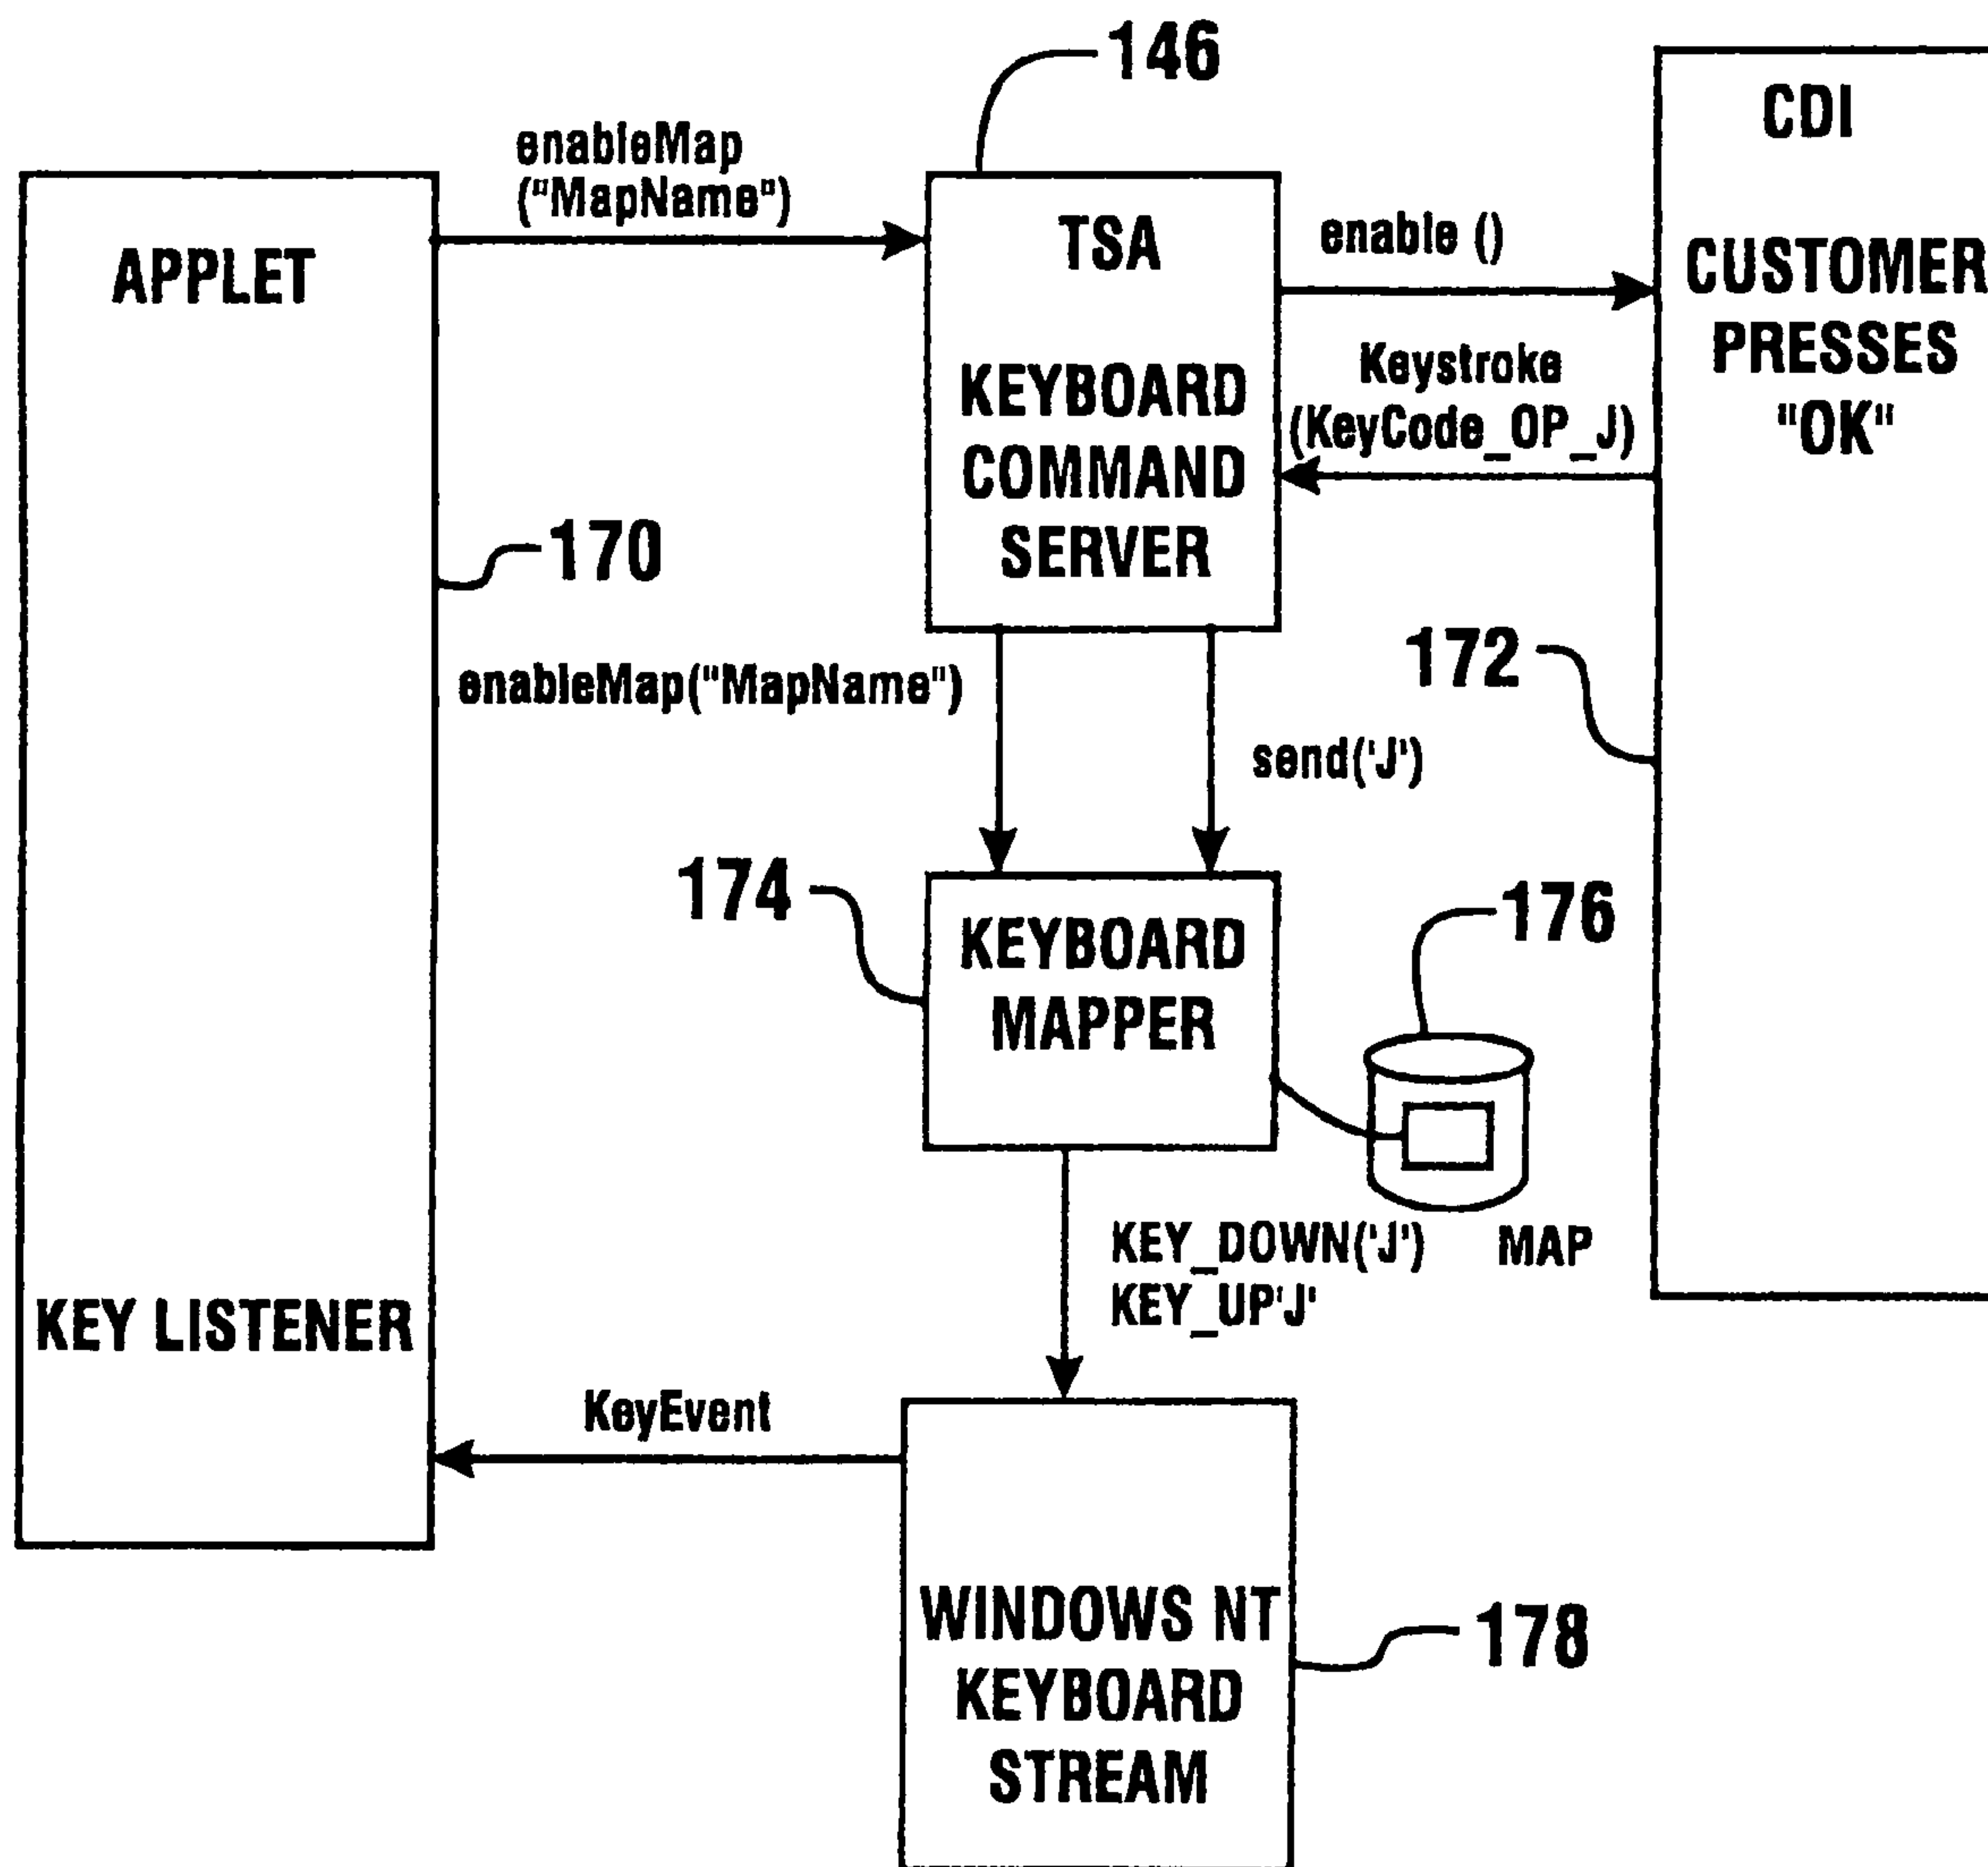 146
CDI
enableMap
("MapName")
APPLET
TSA
enable ()
CUSTOMER
PRESSES
"OK"
Keystroke
(KeyCode_OP_J)
KEYBOARD
COMMAND
SERVER
170
172
enableMap("MapName")
send('J')
174
176
KEYBOARD
MAPPER
KEY_DOWN('J')
KEY_UP'J'
MAP
KEY LISTENER
KeyEvent
WINDOWS NT
KEYBOARD
STREAM
178